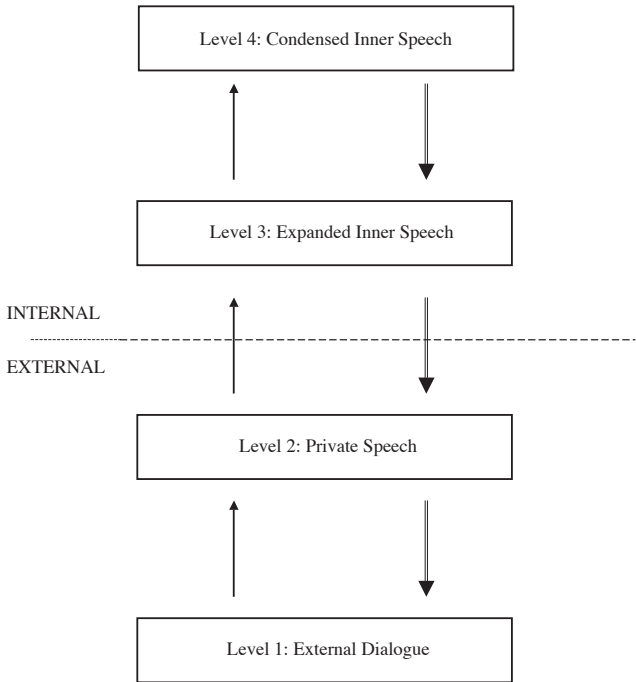 Level 4: Condensed Inner Speech
Level 3: Expanded Inner Speech
INTERNAL
EXTERNAL
Level 2: Private Speech
Level 1: External Dialogue